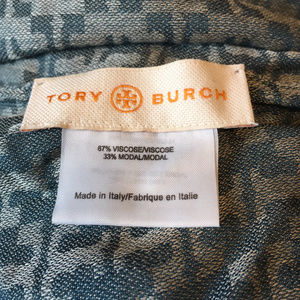 TORY BURCH
67% VISCOSE/VISCOSE
33% MODAL/MODAL
Made in Italy/Fabrique en Italie